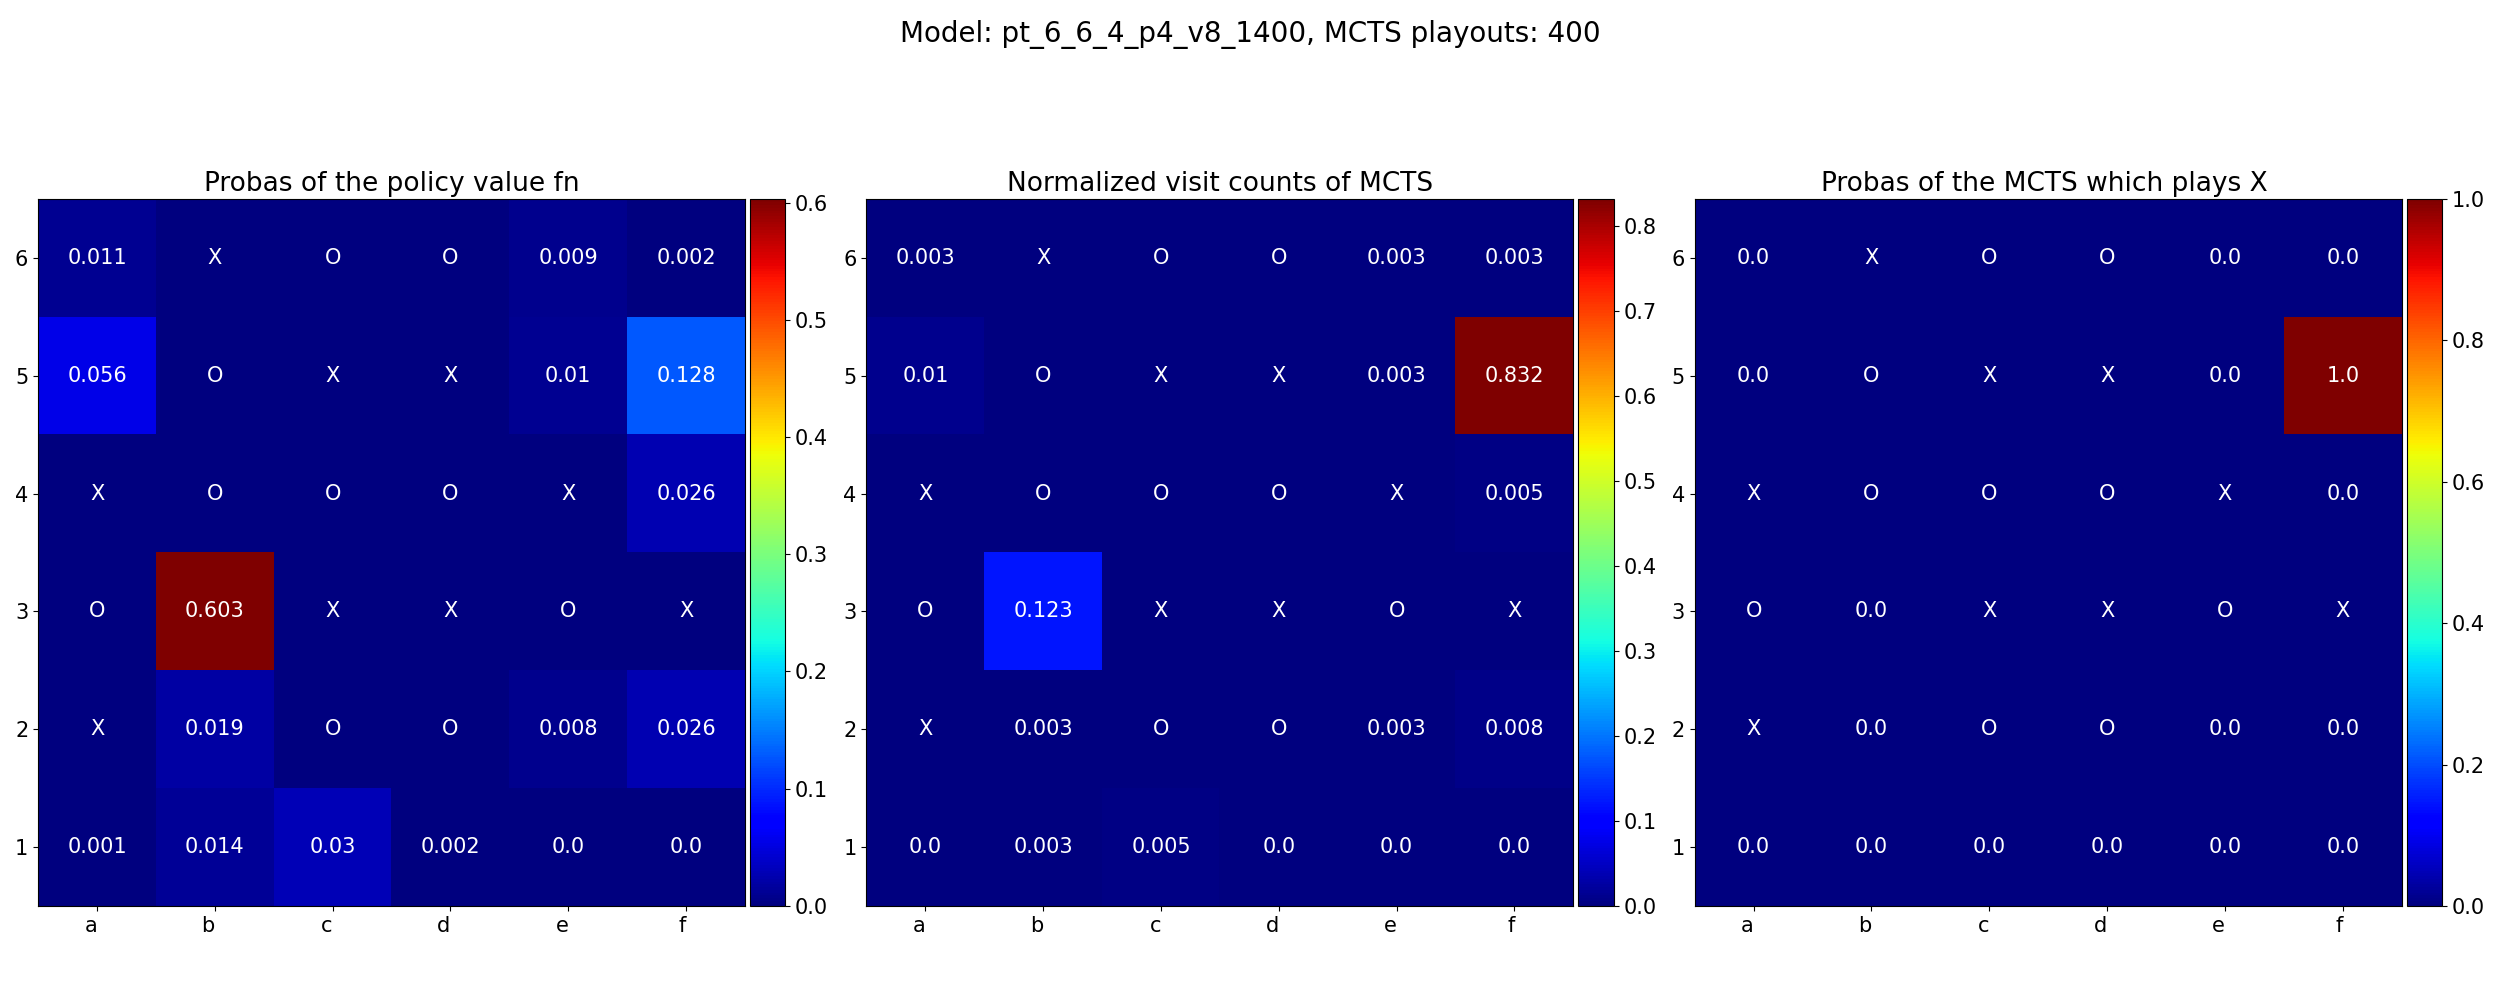 Model: pt_6_6_4_p4_v8_1400, MCTS playouts: 400
Probas of the policy value fn
6 0.011 X O O 0.009 0.002
5 0.056 O X X 0.01 0.128
4 X O O O X 0.026
3 O 0.603 X X O X
2 X 0.019 O O 0.008 0.026
1 0.001 0.014 0.03 0.002 0.0 0.0
a b c d e f
0.6
0.5
0.4
0.3
0.2
0.1
0.0
Normalized visit counts of MCTS
6 0.003 X O O 0.003 0.003
5 0.01 O X X 0.003 0.832
4 X O O O X 0.005
3 O 0.123 X X O X
2 X 0.003 O O 0.003 0.008
1 0.0 0.003 0.005 0.0 0.0 0.0
a b c d e f
0.8
0.7
0.6
0.5
0.4
0.3
0.2
0.1
0.0
Probas of the MCTS which plays X
6 0.0 X O O 0.0 0.0
5 0.0 O X X 0.0 1.0
4 X O O O X 0.0
3 O 0.0 X X O X
2 X 0.0 O O 0.0 0.0
1 0.0 0.0 0.0 0.0 0.0 0.0
a b c d e f
1.0
0.8
0.6
0.4
0.2
0.0